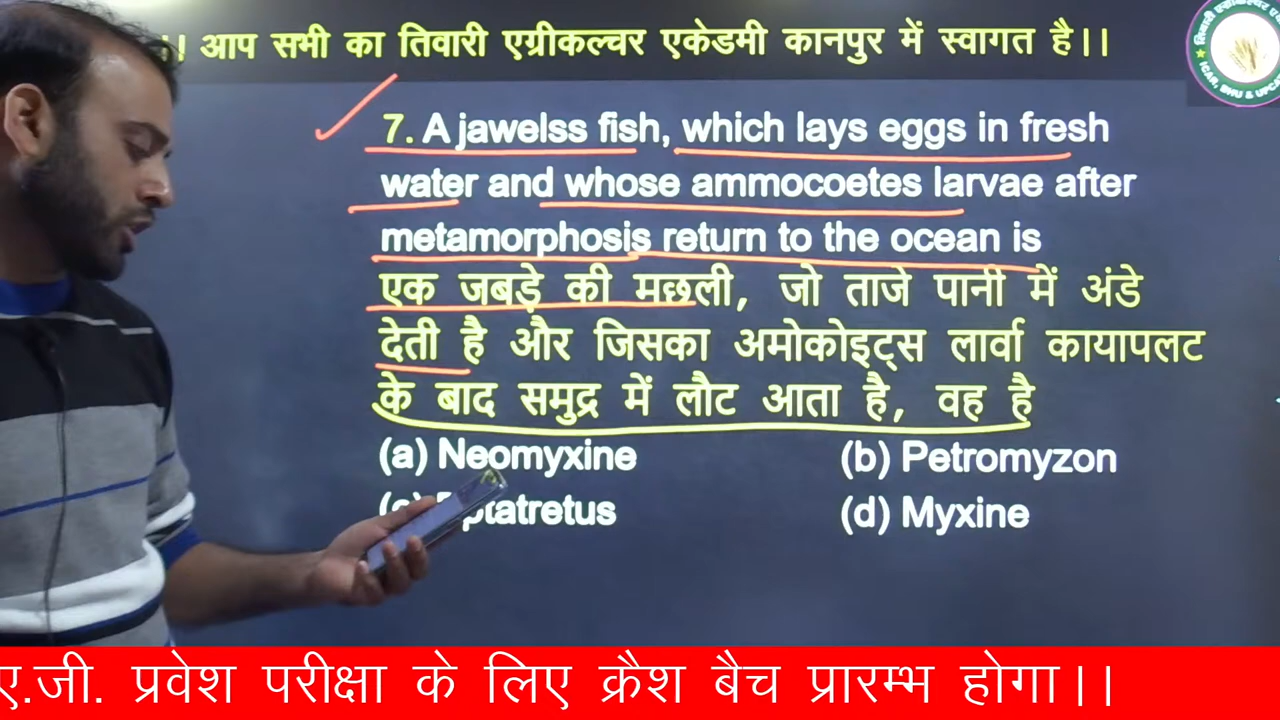 ।। आप सभी का तिवारी एग्रीकल्चर एकेडमी कानपुर में स्वागत है।।
7. A jawelss fish, which lays eggs in fresh
water and whose ammocoetes larvae after
metamorphosis return to the ocean is
एक जबड़े की मछली, जो ताजे पानी में अंडे
देती है और जिसका अमोकोइट्स लार्वा कायापलट
के बाद समुद्र में लौट आता है, वह है
(a) Neomyxine (b) Petromyzon
(d) Myxine
ICAR, BHU &
ए.जी. प्रवेश परीक्षा के लिए क्रैश बैच प्रारम्भ होगा।।